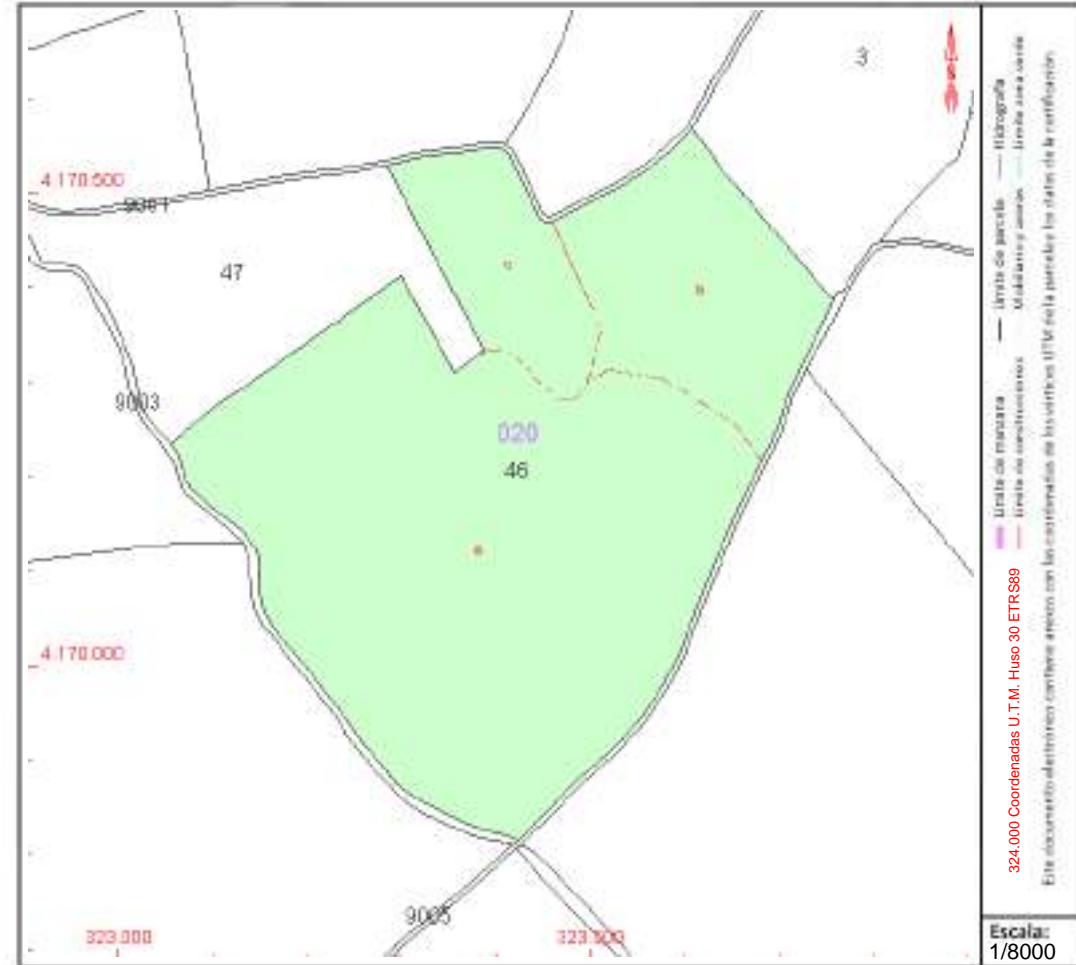 3
4.170.500
9001
47
c
B
9003
020
46
a
4.170.000
9005
323.000
323.500
Límite de manzana
Límite de parcela
Hidrografía
324.000 Coordenadas U.T.M. Huso 30 ETRS89
Límite de construcciones
Mobiliario y aceras
Límite zona verde
Este documento electrónico contiene anexos con las coordenadas de los vértices UTM de la parcela y los datos de la certificación
Escala:
1/8000